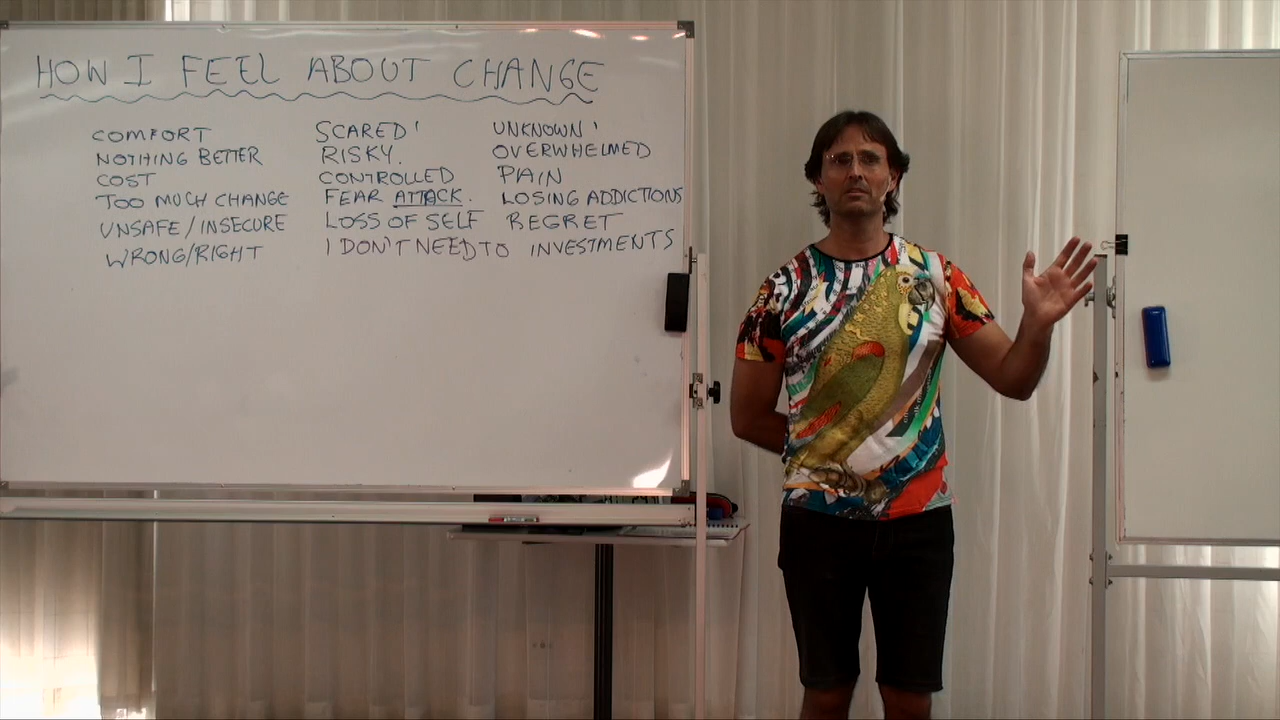 HOW I FEEL ABOUT CHANGE
COMFORT SCARED' UNKNOWN'
NOTHING BETTER RISKY. OVERWHELMED
COST CONTROLLED PAIN
TOO MUCH CHANGE FEAR ATTACK. LOSING ADDICTIONS
UNSAFE/INSECURE LOSS OF SELF REGRET
WRONG/RIGHT I DON'T NEED TO INVESTMENTS